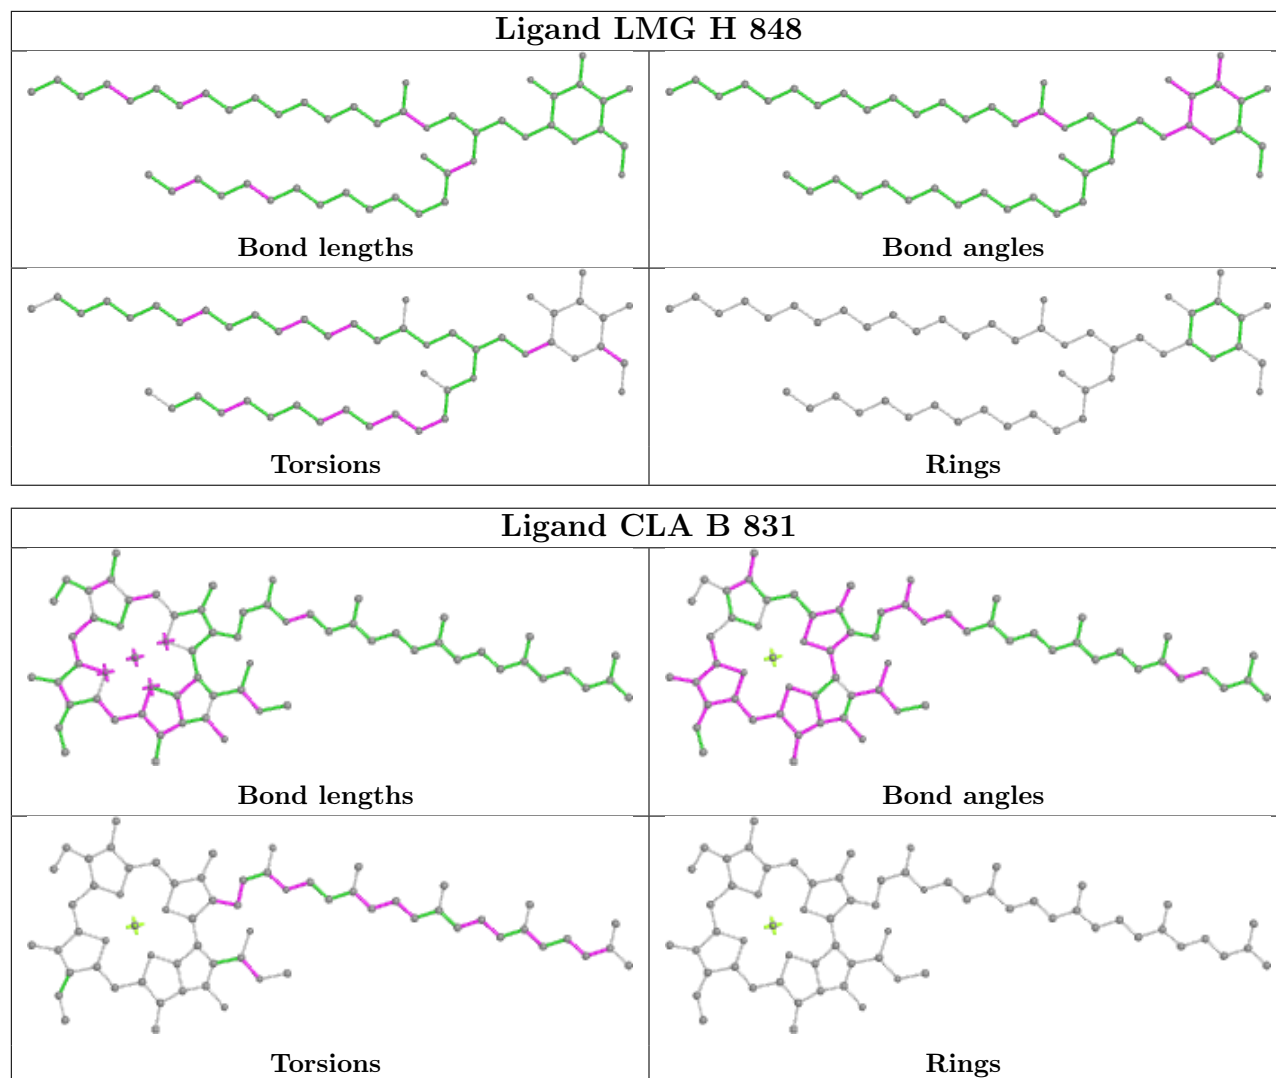 Ligand LMG H 848
Bond lengths
Bond angles
Torsions
Rings
Ligand CLA B 831
Bond lengths
Bond angles
Torsions
Rings